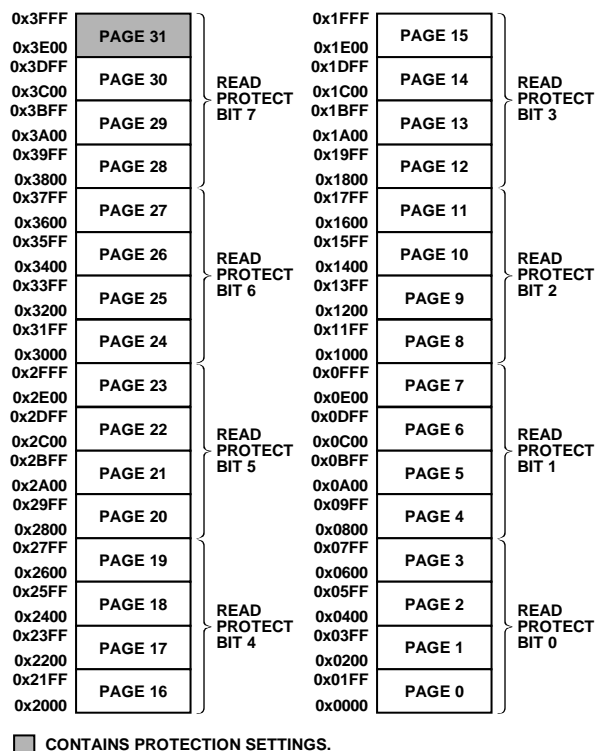 0x3FFF
PAGE 31
0x3E00
0x3DFF
PAGE 30
0x3C00
0x3BFF
PAGE 29
0x3A00
0x39FF
PAGE 28
0x3800
READ
PROTECT
BIT 7
0x37FF
PAGE 27
0x3600
0x35FF
PAGE 26
0x3400
0x33FF
PAGE 25
0x3200
0x31FF
PAGE 24
0x3000
READ
PROTECT
BIT 6
0x2FFF
PAGE 23
0x2E00
0x2DFF
PAGE 22
0x2C00
0x2BFF
PAGE 21
0x2A00
0x29FF
PAGE 20
0x2800
READ
PROTECT
BIT 5
0x27FF
PAGE 19
0x2600
0x25FF
PAGE 18
0x2400
0x23FF
PAGE 17
0x2200
0x21FF
PAGE 16
0x2000
READ
PROTECT
BIT 4
0x1FFF
PAGE 15
0x1E00
0x1DFF
PAGE 14
0x1C00
0x1BFF
PAGE 13
0x1A00
0x19FF
PAGE 12
0x1800
READ
PROTECT
BIT 3
0x17FF
PAGE 11
0x1600
0x15FF
PAGE 10
0x1400
0x13FF
PAGE 9
0x1200
0x11FF
PAGE 8
0x1000
READ
PROTECT
BIT 2
0x0FFF
PAGE 7
0x0E00
0x0DFF
PAGE 6
0x0C00
0x0BFF
PAGE 5
0x0A00
0x09FF
PAGE 4
0x0800
READ
PROTECT
BIT 1
0x07FF
PAGE 3
0x0600
0x05FF
PAGE 2
0x0400
0x03FF
PAGE 1
0x0200
0x01FF
PAGE 0
0x0000
READ
PROTECT
BIT 0
CONTAINS PROTECTION SETTINGS.